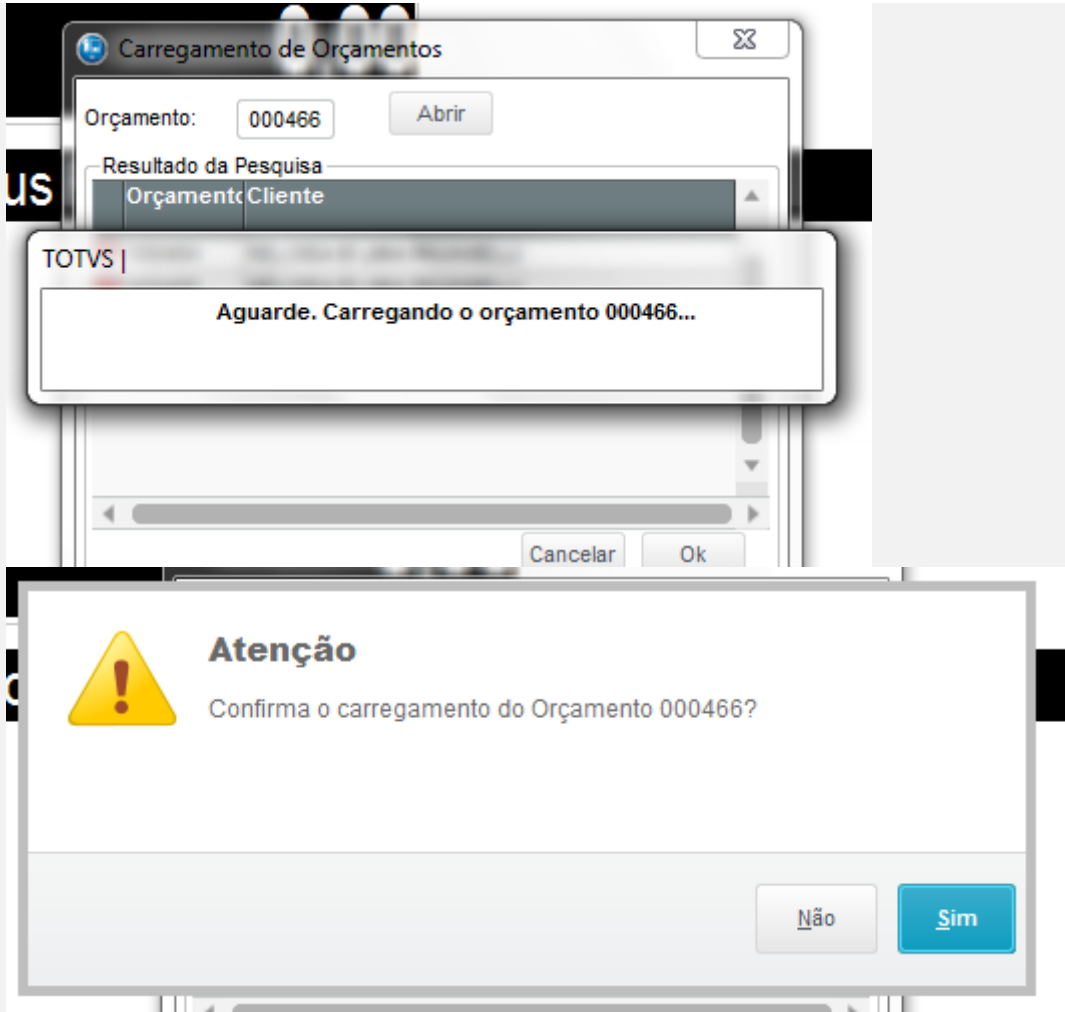 Carregamento de Orçamentos
Orçamento: 000466 Abrir
Resultado da Pesquisa
Orçamento Cliente
us
TOTVS |
Aguarde. Carregando o orçamento 000466...
Cancelar Ok
Atenção
Confirma o carregamento do Orçamento 000466?
Não Sim